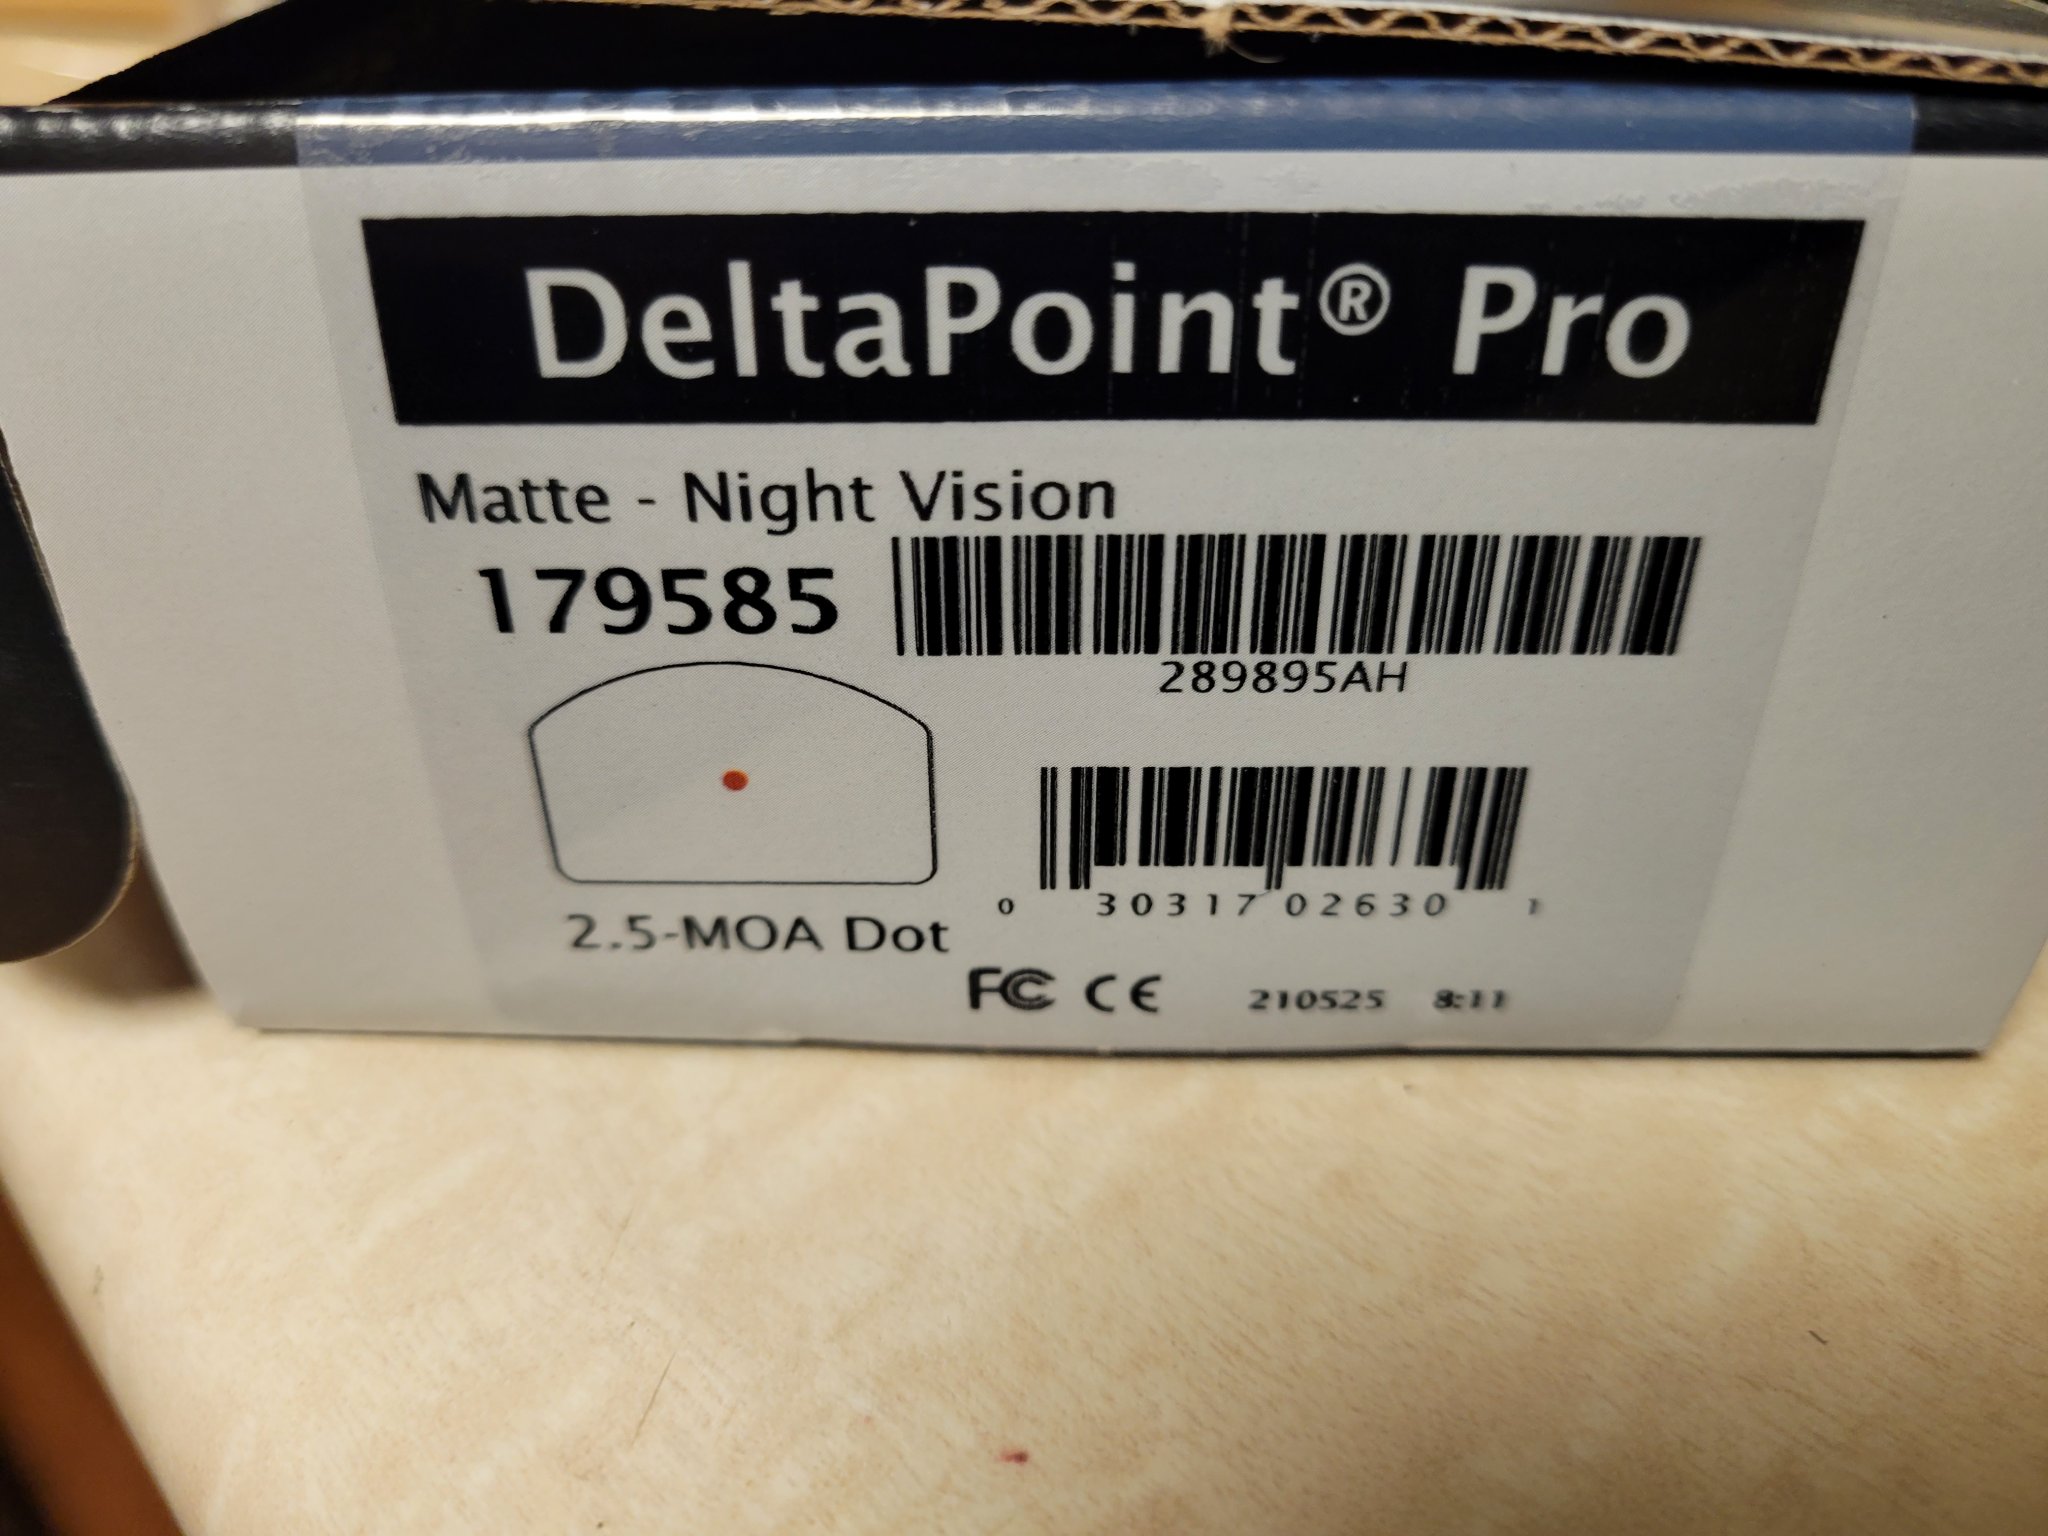 DeltaPoint® Pro
Matte - Night Vision
179585
289895AH
0 30317 02630 1
2.5-MOA Dot
FC CE 210525 8:11